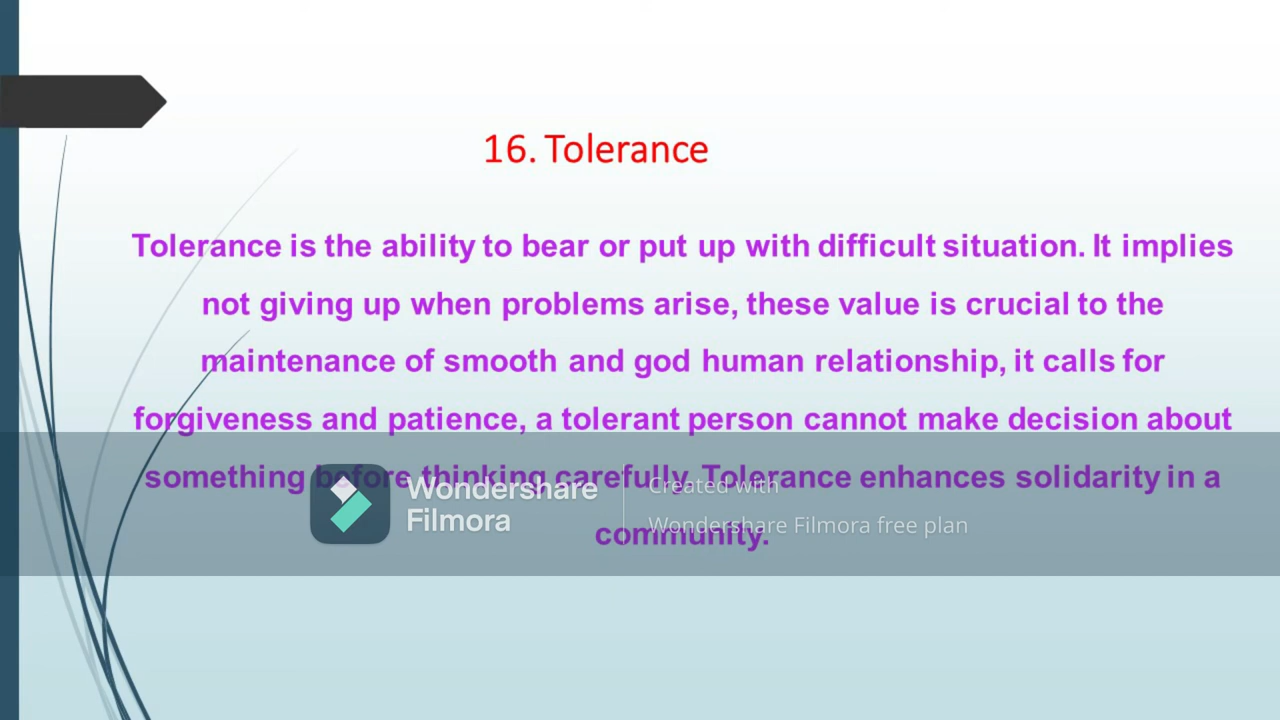 16. Tolerance
Tolerance is the ability to bear or put up with difficult situation. It implies
not giving up when problems arise, these value is crucial to the
maintenance of smooth and god human relationship, it calls for
forgiveness and patience, a tolerant person cannot make decision about
something before thinking carefully. Tolerance enhances solidarity in a
Wondershare
Filmora
Created with
Wondershare Filmora free plan
community.